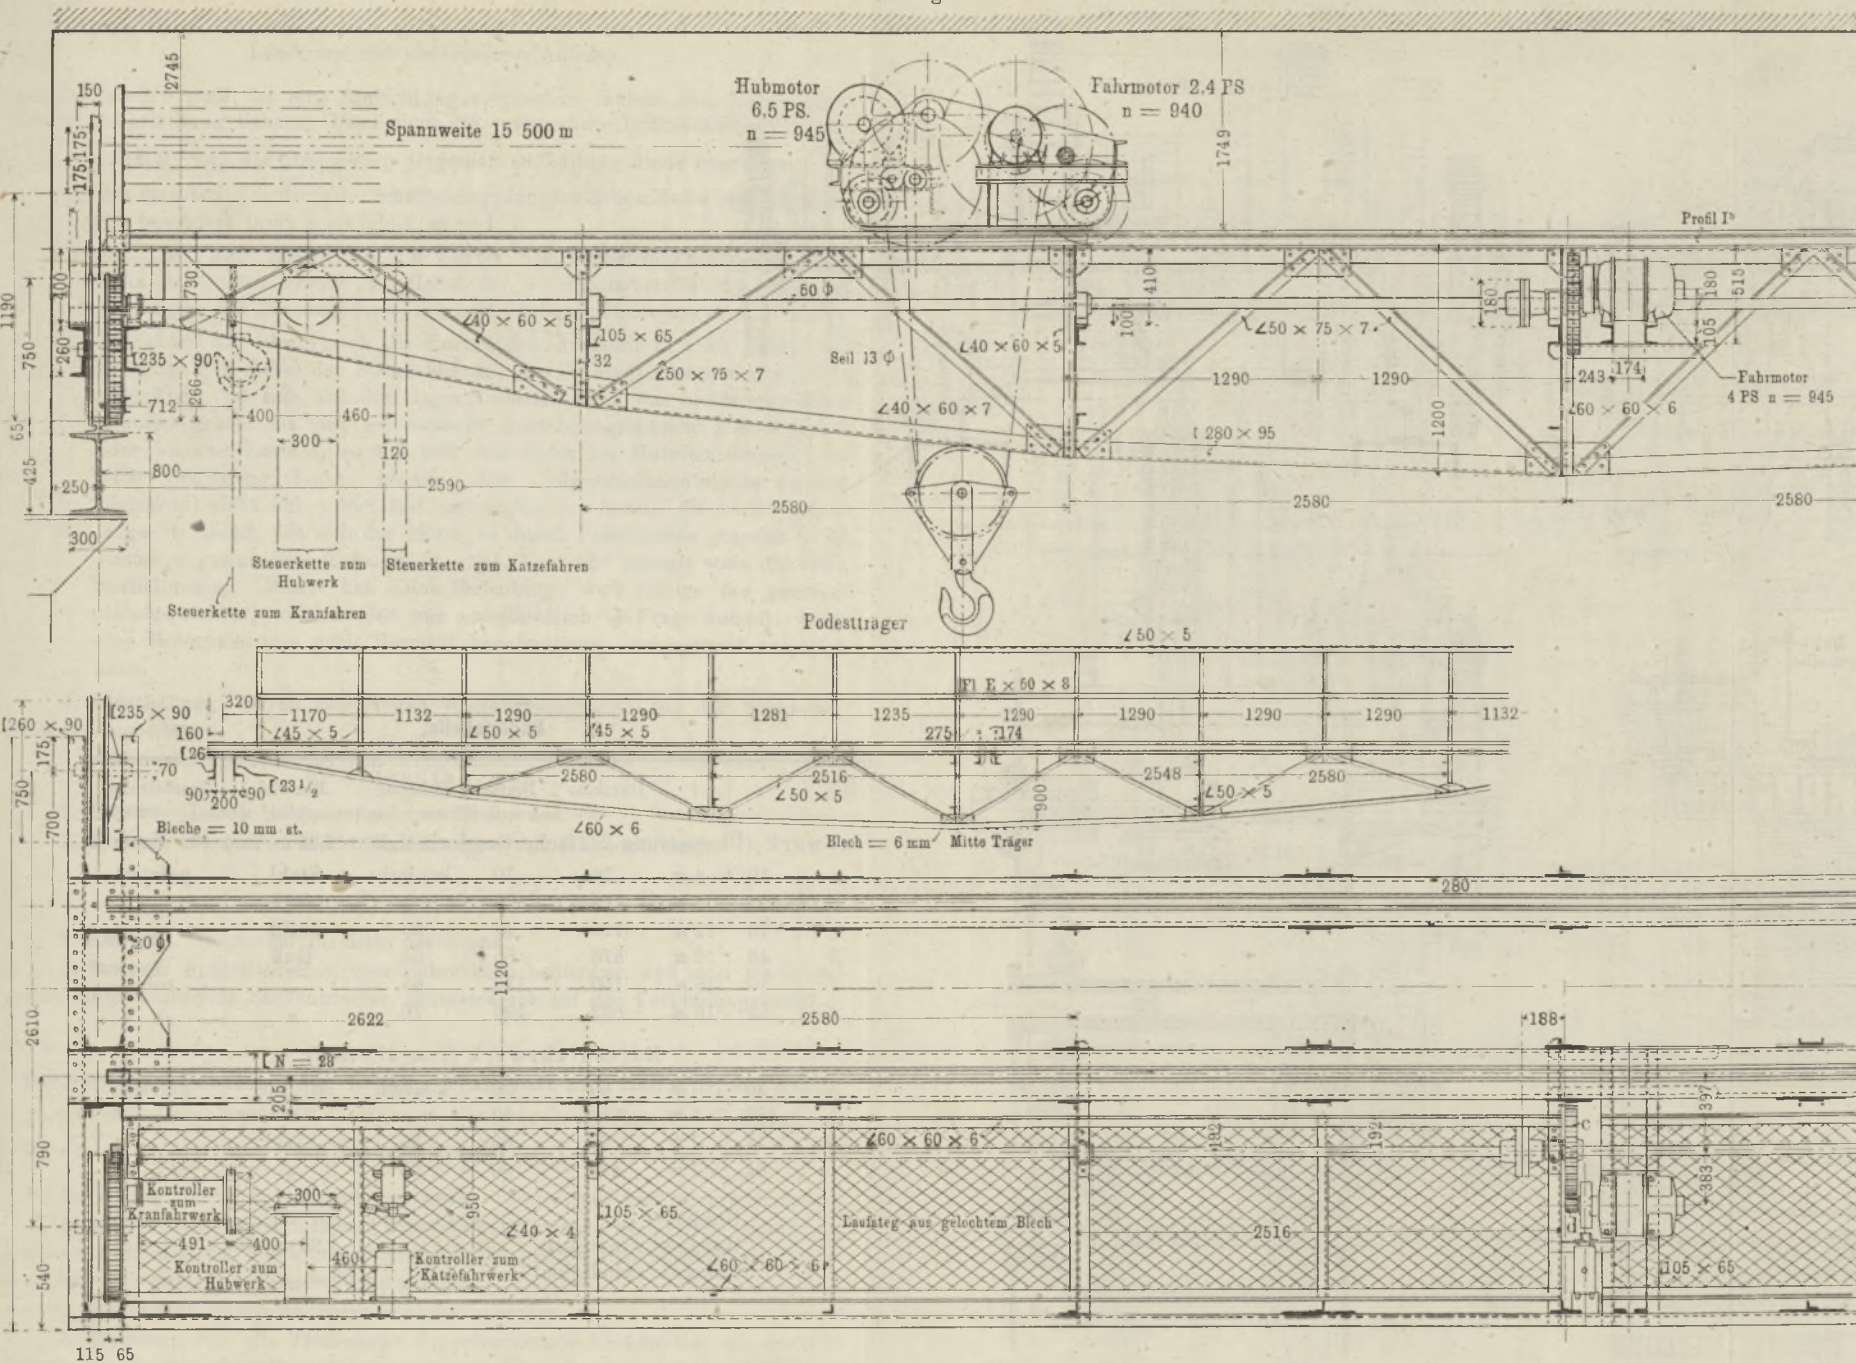 2745
150
175
175
Spannweite 15 500 m
Hubmotor
6.5 PS.
n = 945
Fahrmotor 2.4 PS
n = 940
1749
Profil Iᵇ
1190
400
730
750
260
[235 × 90
266
712
65
425
250
800
300
400
460
300
120
∠40 × 60 × 5
105 × 65
32
∠50 × 75 × 7
50 ϕ
Seil 13 ϕ
∠40 × 60 × 5
∠40 × 60 × 7
410
100
∠50 × 75 × 7
1290
1290
[ 280 × 95
1200
180
180
515
105
243
174
∠60 × 60 × 6
Fahrmotor
4 PS n = 945
2590
2580
2580
2580
Steuerkette zum
Hubwerk
Steuerkette zum Katzefahren
Steuerkette zum Kranfahren
Podestträger
∠50 × 5
Fl E × 50 × 8
[260 × 90
[235 × 90
320
1170
1132
1290
1290
1281
1235
1290
1290
1290
1290
1132
160
∠45 × 5
∠50 × 5
45 × 5
275
174
175
70
[26
750
700
90
200
90
[23½
2580
2516
2548
2580
∠50 × 5
900
∠50 × 5
∠60 × 6
Bleche = 10 mm st.
Blech = 6 mm
Mitte Träger
280
20 ϕ
1120
2610
2622
2580
188
[ N = 28
205
397
790
∠60 × 60 × 6
192
192
383
Kontroller
zum
Kranfahrwerk
300
950
105 × 65
Laufsteg aus gelochtem Blech
∠40 × 4
2516
491
400
460
Kontroller zum
Hubwerk
Kontroller zum
Katzefahrwerk
∠60 × 60 × 6
105 × 65
540
115 65